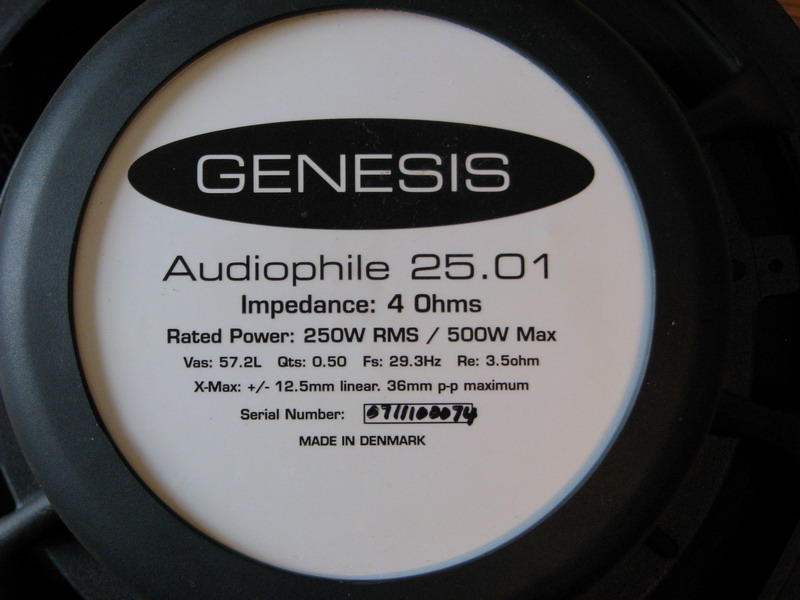 GENESIS
Audiophile 25.01
Impedance: 4 Ohms
Rated Power: 250W RMS / 500W Max
Vas: 57.2L Qts: 0.50 Fs: 29.3Hz Re: 3.5ohm
X-Max: +/- 12.5mm linear. 36mm p-p maximum
Serial Number:
MADE IN DENMARK